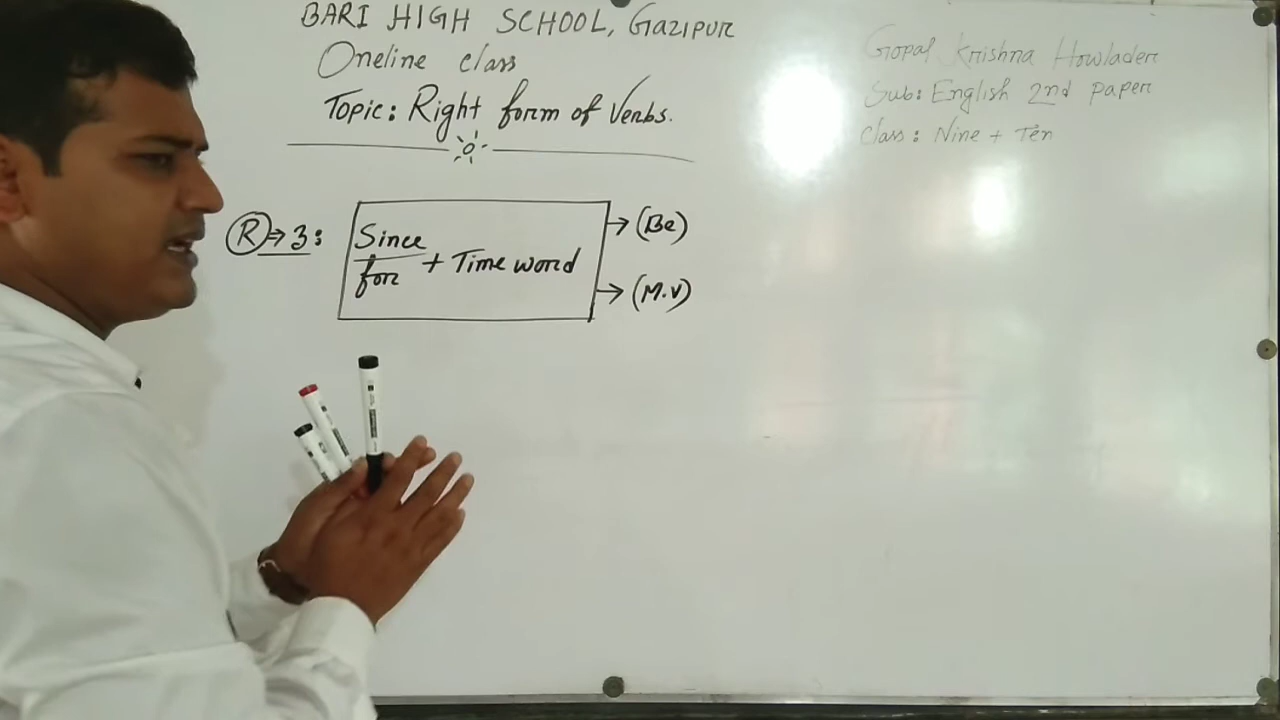 BARI HIGH SCHOOL, Gazipur
Oneline class
Topic: Right form of Verbs.
Gopal Krishna Howlader
Sub: English 2nd paper
Class: Nine + Ten
R ⇒ 3:
Since
for
+ Time word
→ (Be)
→ (M.V)